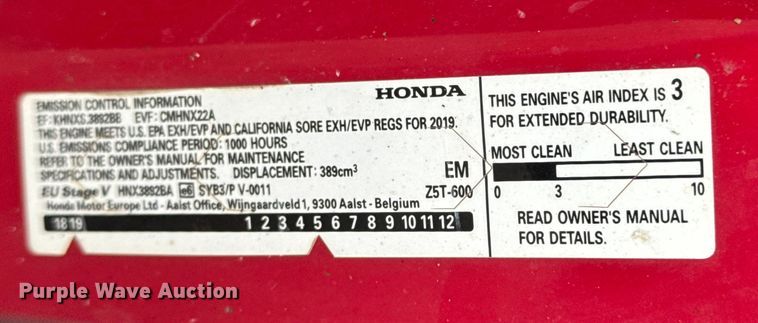 EMISSION CONTROL INFORMATION
EF: KHNXS.3892BB EVF: CMHNX22A
THIS ENGINE MEETS U.S. EPA EXH/EVP AND CALIFORNIA SORE EXH/EVP REGS FOR 2019.
U.S. EMISSIONS COMPLIANCE PERIOD: 1000 HOURS
REFER TO THE OWNER'S MANUAL FOR MAINTENANCE
SPECIFICATIONS AND ADJUSTMENTS. DISPLACEMENT: 389cm³
EU Stage V HNX3892BA e6 SYB3/P V-0011
Honda Motor Europe Ltd - Aalst Office, Wijngaardveld 1, 9300 Aalst - Belgium
18 19 1 2 3 4 5 6 7 8 9 10 11 12
HONDA
EM
Z5T-600
THIS ENGINE'S AIR INDEX IS 3
FOR EXTENDED DURABILITY.
MOST CLEAN LEAST CLEAN
0 3 10
READ OWNER'S MANUAL
FOR DETAILS.
Purple Wave Auction